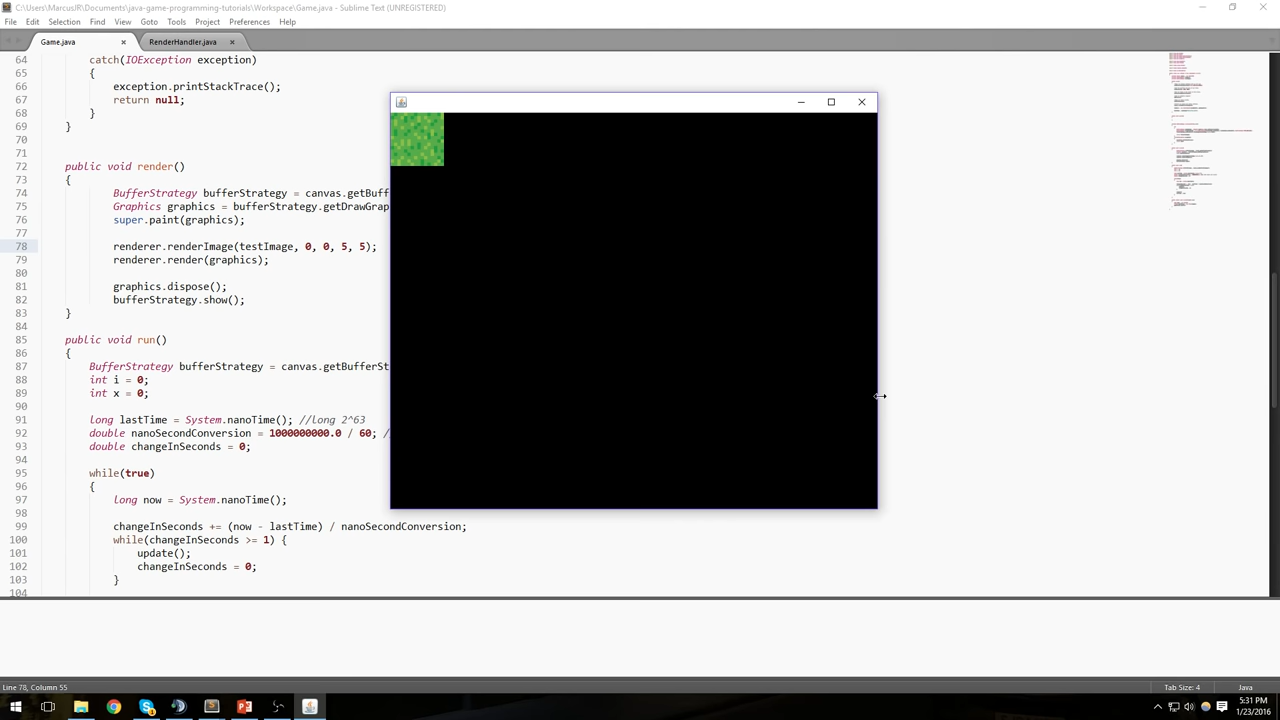 C:\Users\MarcusJR\Documents\java-game-programming-tutorials\Workspace\Game.java - Sublime Text (UNREGISTERED)
File Edit Selection Find View Goto Tools Project Preferences Help
Game.java RenderHandler.java
64 catch(IOException exception)
65 {
66 exception.printStackTrace();
67 return null;
68 }
69 }
70
71 public void render()
72 {
74 BufferStrategy bufferStrategy = canvas.getBuff
75 Graphics graphics = bufferStrategy.getDrawGrap
76 super.paint(graphics);
77
78 renderer.renderImage(testImage, 0, 0, 5, 5);
79 renderer.render(graphics);
80
81 graphics.dispose();
82 bufferStrategy.show();
83 }
84
85 public void run()
86 {
87 BufferStrategy bufferStrategy = canvas.getBufferSt
88 int i = 0;
89 int x = 0;
90
91 long lastTime = System.nanoTime(); //long 2^63
92 double nanoSecondConversion = 1000000000.0 / 60; /
93 double changeInSeconds = 0;
94
95 while(true)
96 {
97 long now = System.nanoTime();
98
99 changeInSeconds += (now - lastTime) / nanoSecondConversion;
100 while(changeInSeconds >= 1) {
101 update();
102 changeInSeconds = 0;
103 }
104
Line 78, Column 55 Tab Size: 4 Java
5:31 PM
1/23/2016